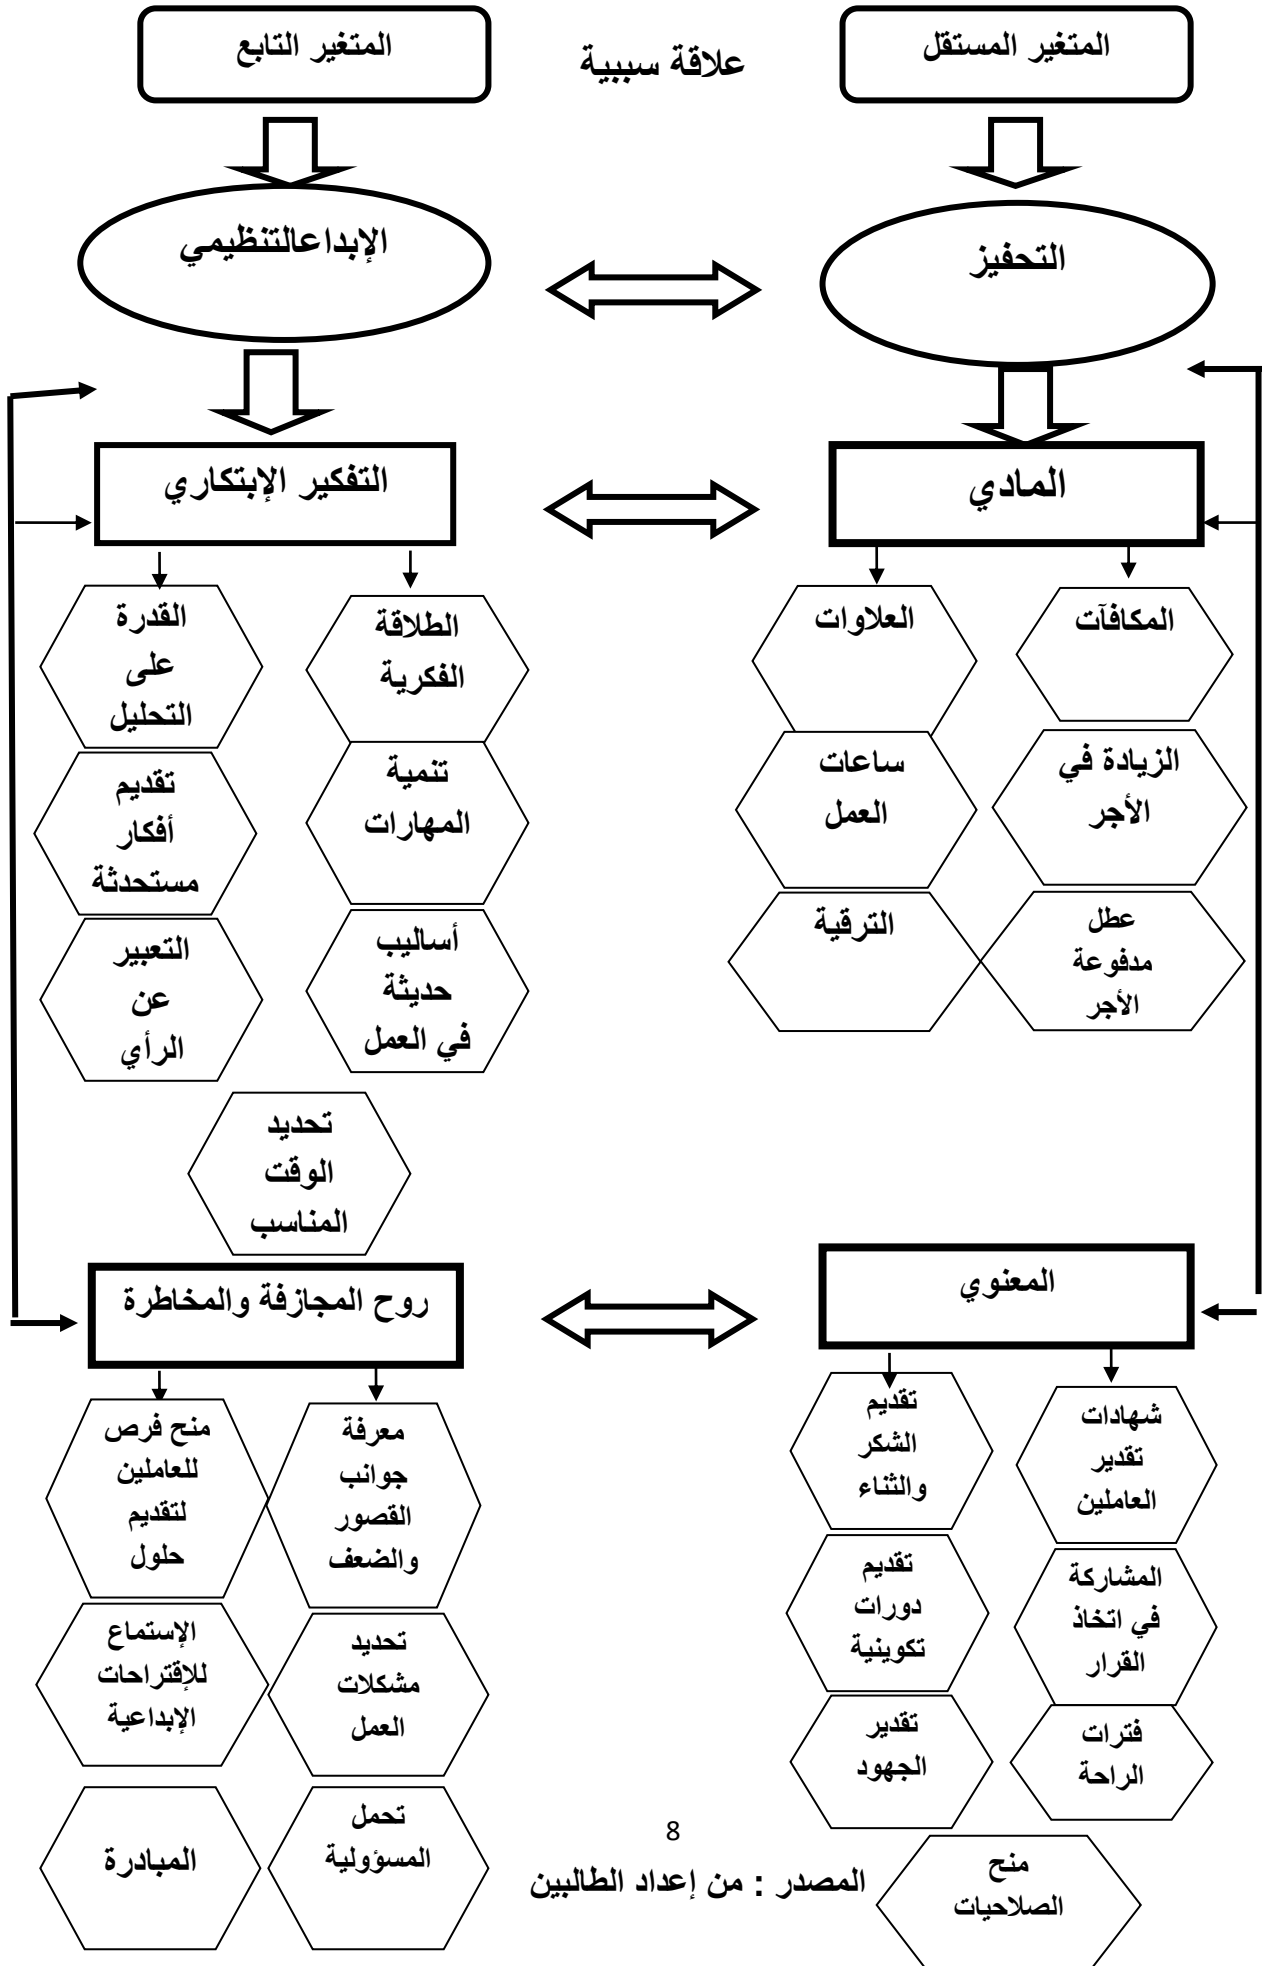 المتغير المستقل
علاقة سببية
المتغير التابع
التحفيز
الإبداعالتنظيمي
المادي
التفكير الإبتكاري
المكافآت
العلاوات
الطلاقة
الفكرية
القدرة
على
التحليل
الزيادة في
الأجر
ساعات
العمل
تنمية
المهارات
تقديم
أفكار
مستحدثة
عطل
مدفوعة
الأجر
الترقية
أساليب
حديثة
في العمل
التعبير
عن
الرأي
تحديد
الوقت
المناسب
المعنوي
روح المجازفة والمخاطرة
شهادات
تقدير
العاملين
تقديم
الشكر
والثناء
معرفة
جوانب
القصور
والضعف
منح فرص
للعاملين
لتقديم
حلول
المشاركة
في اتخاذ
القرار
تقديم
دورات
تكوينية
تحديد
مشكلات
العمل
الإستماع
للإقتراحات
الإبداعية
فترات
الراحة
تقدير
الجهود
تحمل
المسؤولية
المبادرة
منح
الصلاحيات
8
المصدر : من إعداد الطالبين